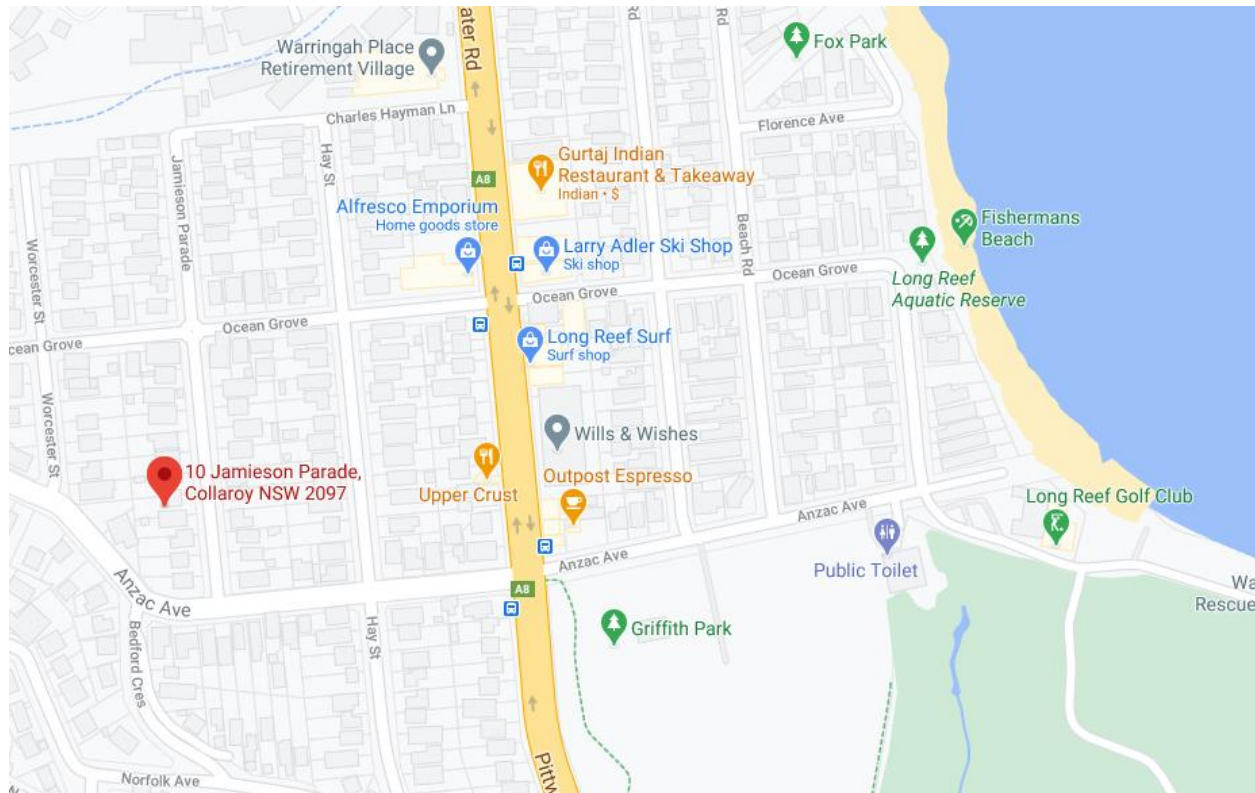 ater Rd
Rd
Rd
Fox Park
Warringah Place
Retirement Village
Charles Hayman Ln
Florence Ave
Jamieson Parade
Hay St
Gurtaj Indian
Restaurant & Takeaway
Indian • $
A8
Alfresco Emporium
Home goods store
Fishermans
Beach
Beach Rd
Worcester St
Larry Adler Ski Shop
Ski shop
Long Reef
Aquatic Reserve
Ocean Grove
Ocean Grove
Ocean Grove
cean Grove
Long Reef Surf
Surf shop
Worcester St
Wills & Wishes
10 Jamieson Parade,
Collaroy NSW 2097
Upper Crust
Outpost Espresso
Long Reef Golf Club
Anzac Ave
Anzac Ave
Public Toilet
Anzac Ave
A8
Wa
Rescue
Bedford Cres
Hay St
Griffith Park
Pittw
Norfolk Ave